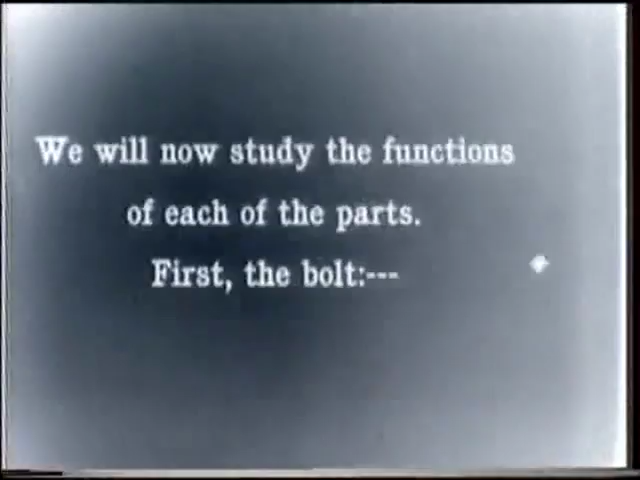 We will now study the functions
of each of the parts.
First, the bolt:---